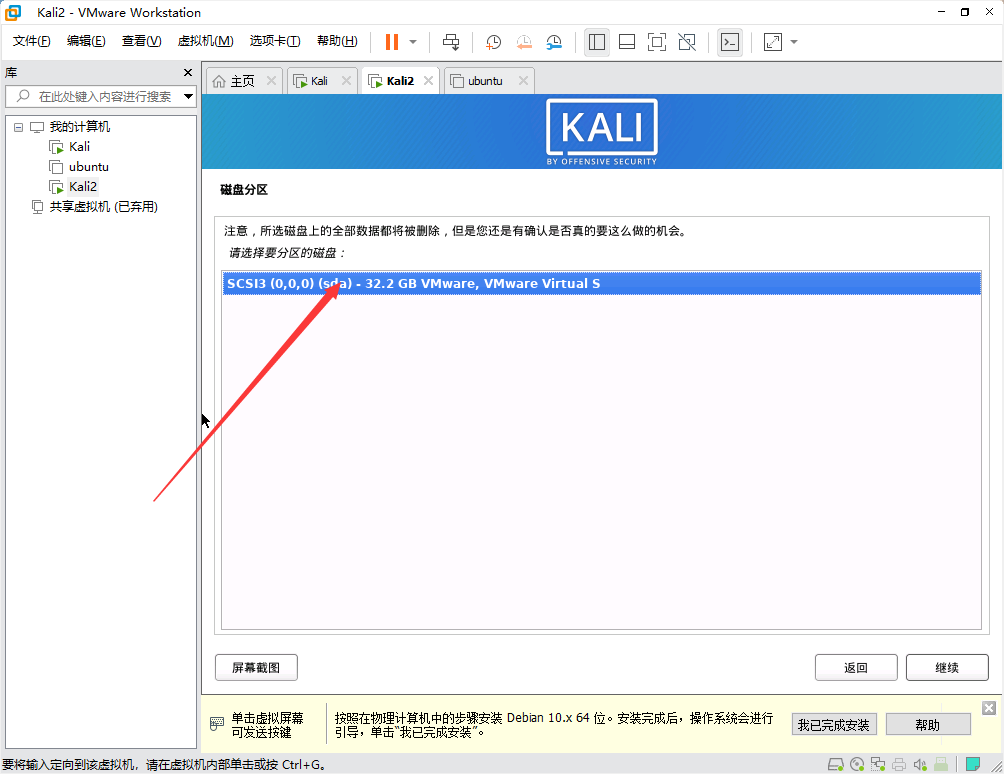 Kali2 - VMware Workstation
文件(F) 编辑(E) 查看(V) 虚拟机(M) 选项卡(T) 帮助(H)
库
在此处键入内容进行搜索
我的计算机
Kali
ubuntu
Kali2
共享虚拟机 (已弃用)
主页 Kali Kali2 ubuntu
KALI
BY OFFENSIVE SECURITY
磁盘分区
注意，所选磁盘上的全部数据都将被删除，但是您还是有确认是否真的要这么做的机会。
请选择要分区的磁盘：
SCSI3 (0,0,0) (sda) - 32.2 GB VMware, VMware Virtual S
屏幕截图 返回 继续
单击虚拟屏幕
可发送按键
按照在物理计算机中的步骤安装 Debian 10.x 64 位。安装完成后，操作系统会进行
引导，单击“我已完成安装”。
我已完成安装 帮助
要将输入定向到该虚拟机，请在虚拟机内部单击或按 Ctrl+G。